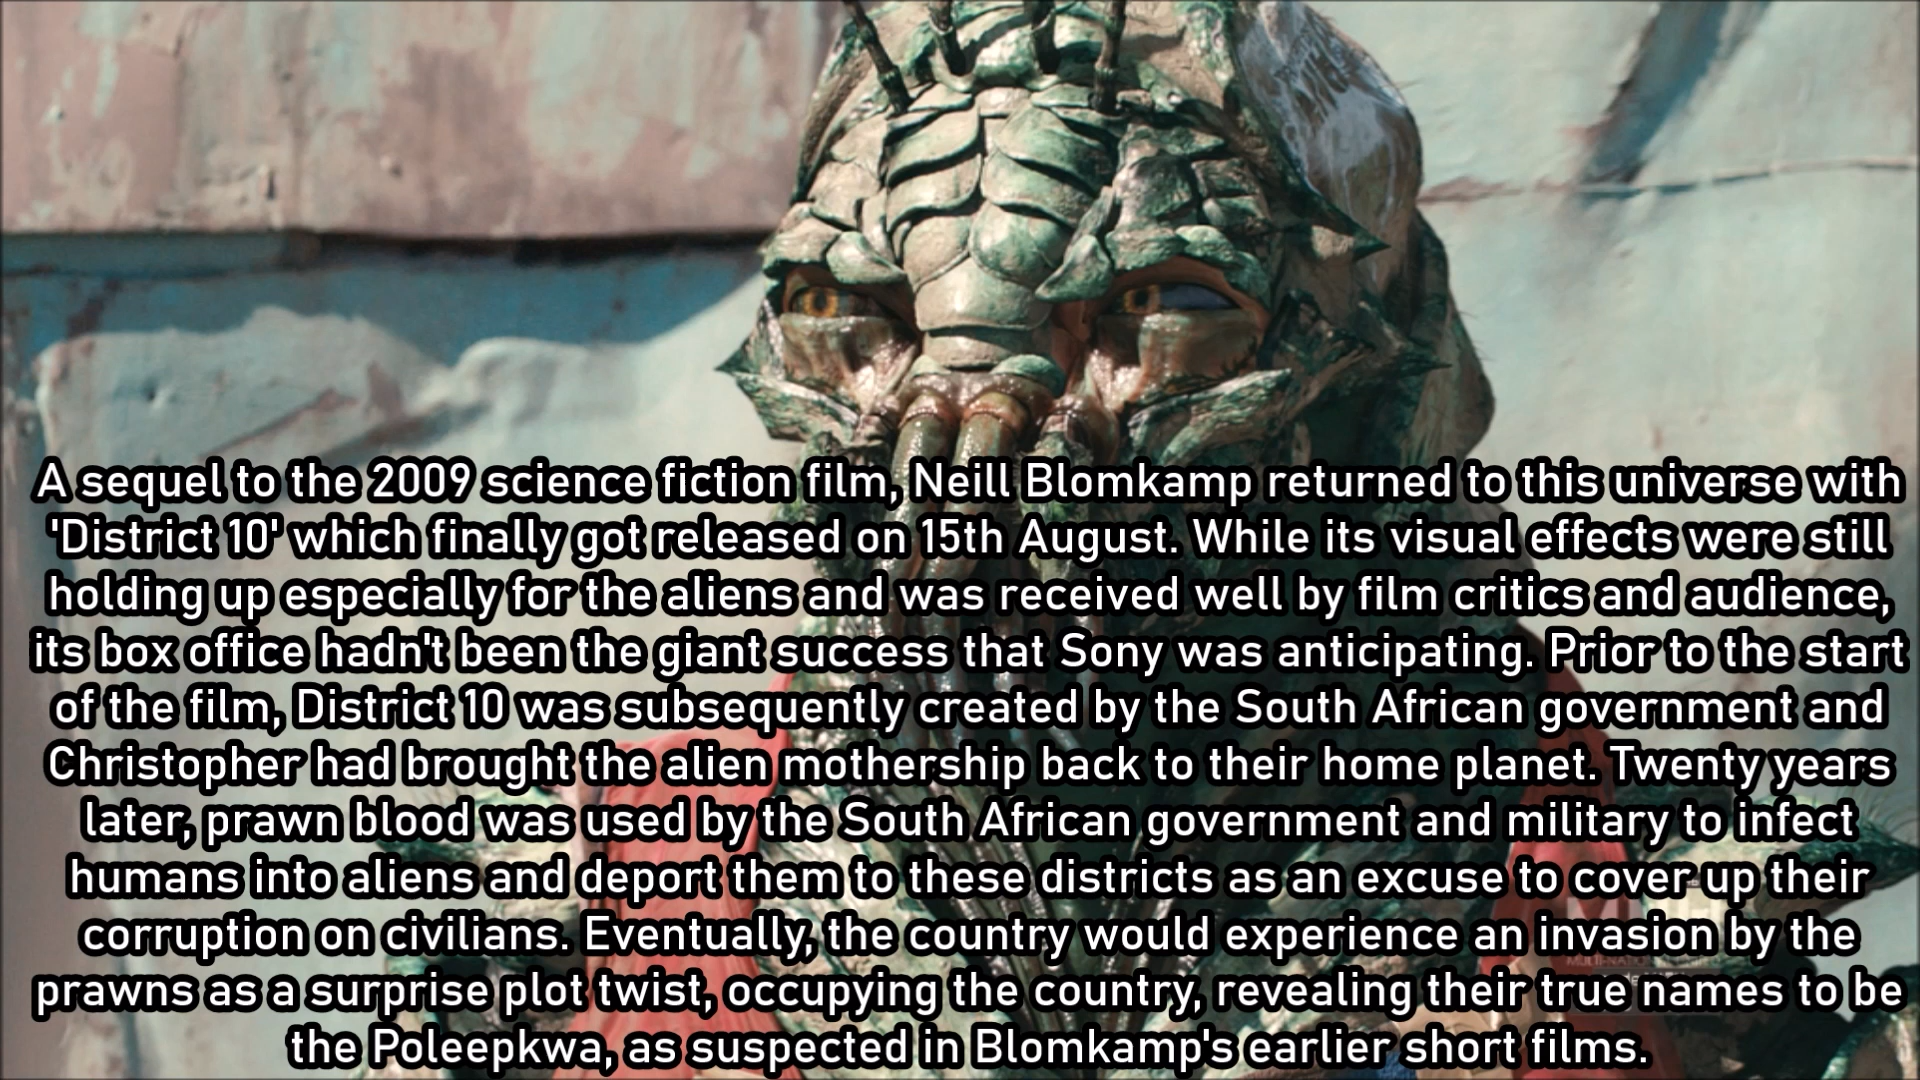 A sequel to the 2009 science fiction film, Neill Blomkamp returned to this universe with
'District 10' which finally got released on 15th August. While its visual effects were still
holding up especially for the aliens and was received well by film critics and audience,
its box office hadn't been the giant success that Sony was anticipating. Prior to the start
of the film, District 10 was subsequently created by the South African government and
Christopher had brought the alien mothership back to their home planet. Twenty years
later, prawn blood was used by the South African government and military to infect
humans into aliens and deport them to these districts as an excuse to cover up their
corruption on civilians. Eventually, the country would experience an invasion by the
prawns as a surprise plot twist, occupying the country, revealing their true names to be
the Poleepkwa, as suspected in Blomkamp's earlier short films.